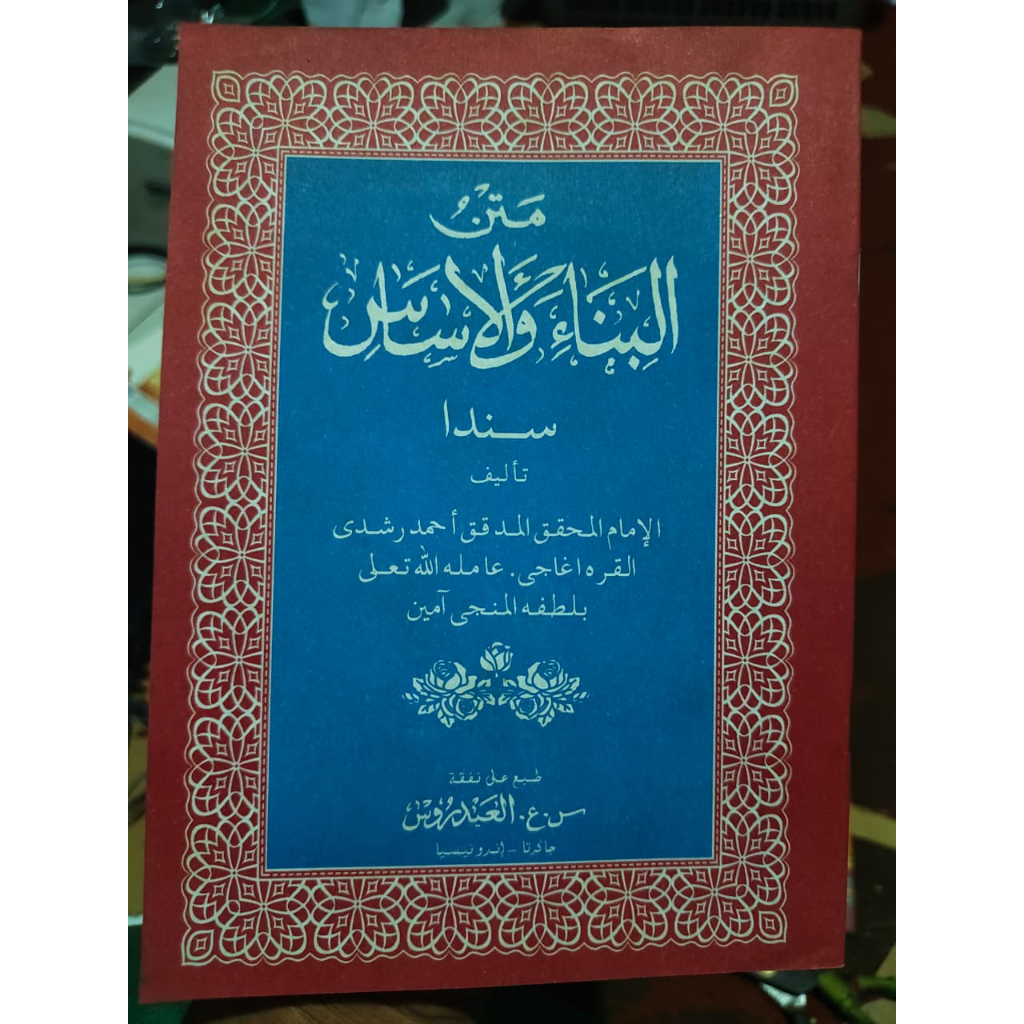 متن
البناء والأساس
سندا
تأليف
الإمام المحقق المدقق أحمد رشدى
القره اغاجى. عامله الله تعلى
بلطفه المنجى آمين
طبع على نفقة
س.ع. العيدروس
جاكرتا - إندونيسيا